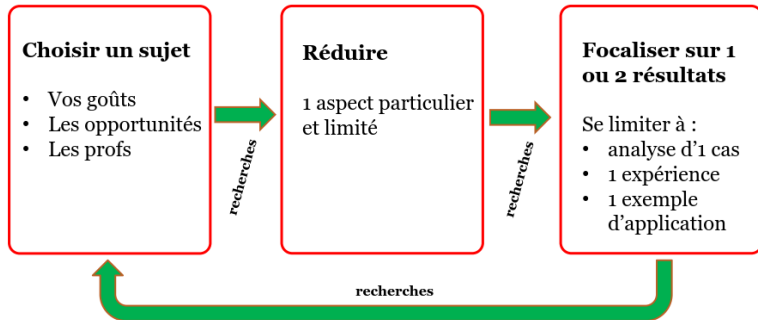 Choisir un sujet
• Vos goûts
• Les opportunités
• Les profs
recherches
Réduire
1 aspect particulier
et limité
recherches
Focaliser sur 1
ou 2 résultats
Se limiter à :
• analyse d'1 cas
• 1 expérience
• 1 exemple
d'application
recherches